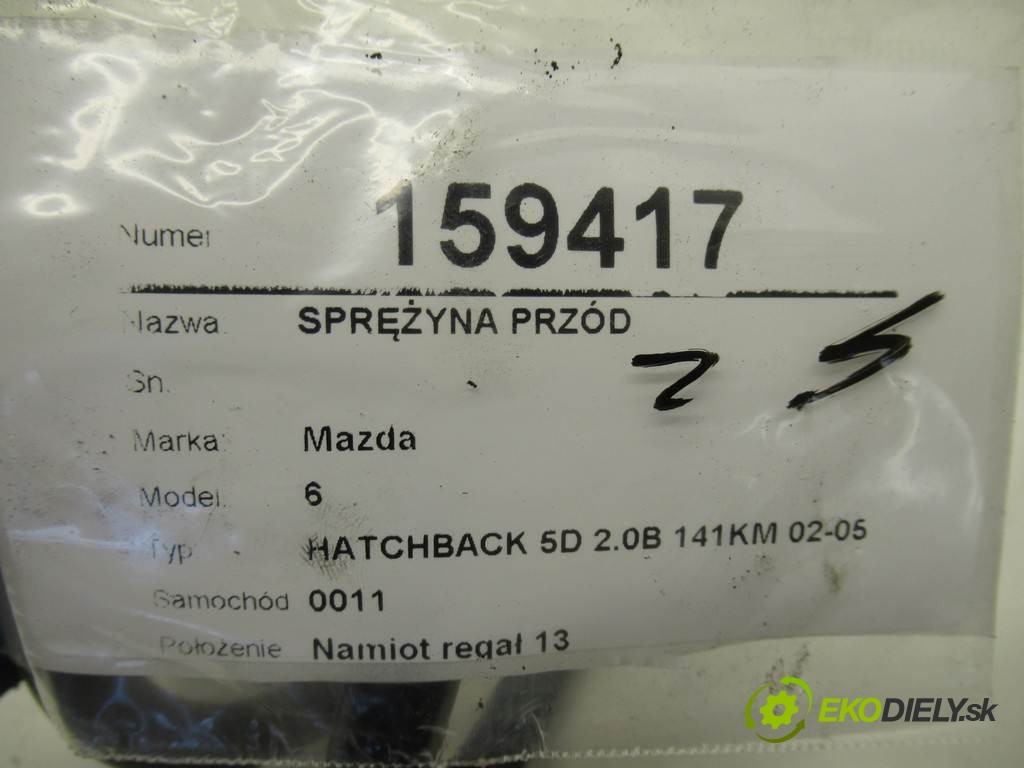 Numer 159417
Nazwa: SPRĘŻYNA PRZÓD
Sn.
2 S
Marka: Mazda
Model: 6
Typ: HATCHBACK 5D 2.0B 141KM 02-05
Samochód 0011
Położenie Namiot regał 13
EKODIELY.sk